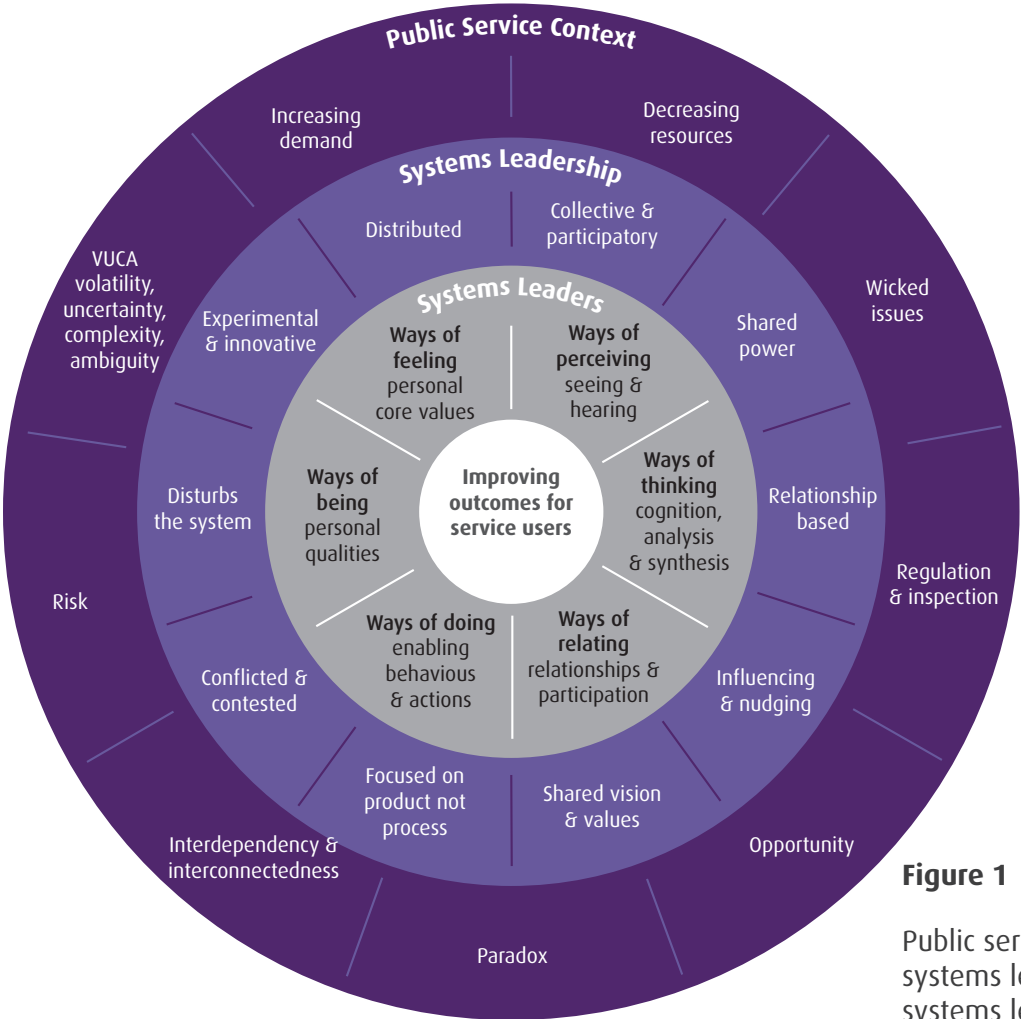 Public Service Context
Increasing
demand
Decreasing
resources
Wicked
issues
Regulation
& inspection
Opportunity
Paradox
Interdependency &
interconnectedness
Risk
VUCA
volatility,
uncertainty,
complexity,
ambiguity
Systems Leadership
Distributed
Collective &
participatory
Shared
power
Relationship
based
Influencing
& nudging
Shared vision
& values
Focused on
product not
process
Conflicted &
contested
Disturbs
the system
Experimental
& innovative
Systems Leaders
Ways of
feeling
personal
core values
Ways of
perceiving
seeing &
hearing
Ways of
thinking
cognition,
analysis
& synthesis
Ways of
relating
relationships &
participation
Ways of doing
enabling
behavious
& actions
Ways of
being
personal
qualities
Improving
outcomes for
service users
Figure 1
Public ser
systems l
systems l